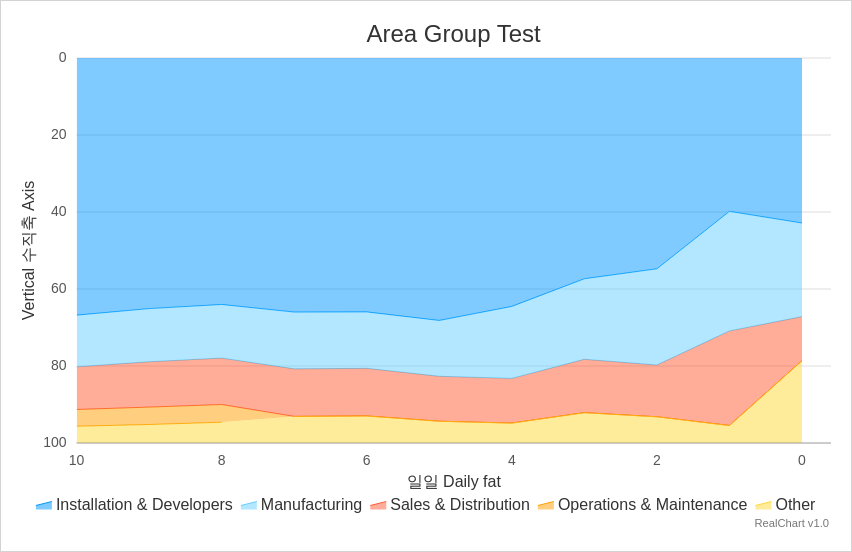 Area Group Test
0
20
40
60
80
100
Vertical 수직축 Axis
10 8 6 4 2 0
일일 Daily fat
Installation & Developers Manufacturing Sales & Distribution Operations & Maintenance Other
RealChart v1.0